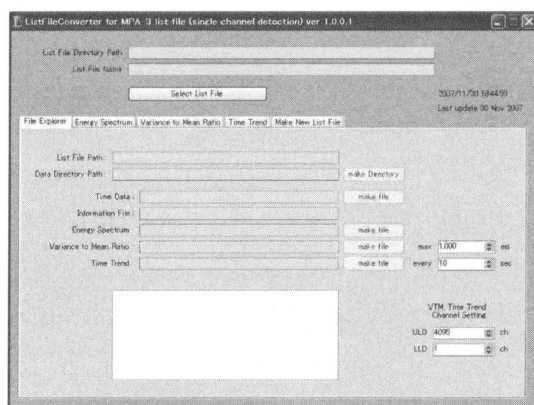 ListFileConverter for MPA-3 list file (single channel detection) ver 1.0.0.1
List File Directory Path
List File Name
Select List File
2007/11/30 19:44:59
Last update 30 Nov 2007
File Explorer Energy Spectrum Variance to Mean Ratio Time Trend Make New List File
List File Path :
Data Directory Path : make Directory
Time Data : make file
Information File :
Energy Spectrum make file
Variance to Mean Ratio make file max 1,000 ms
Time Trend make file every 10 sec
VTM, Time Trend
Channel Setting
ULD 4095 ch
LLD 1 ch